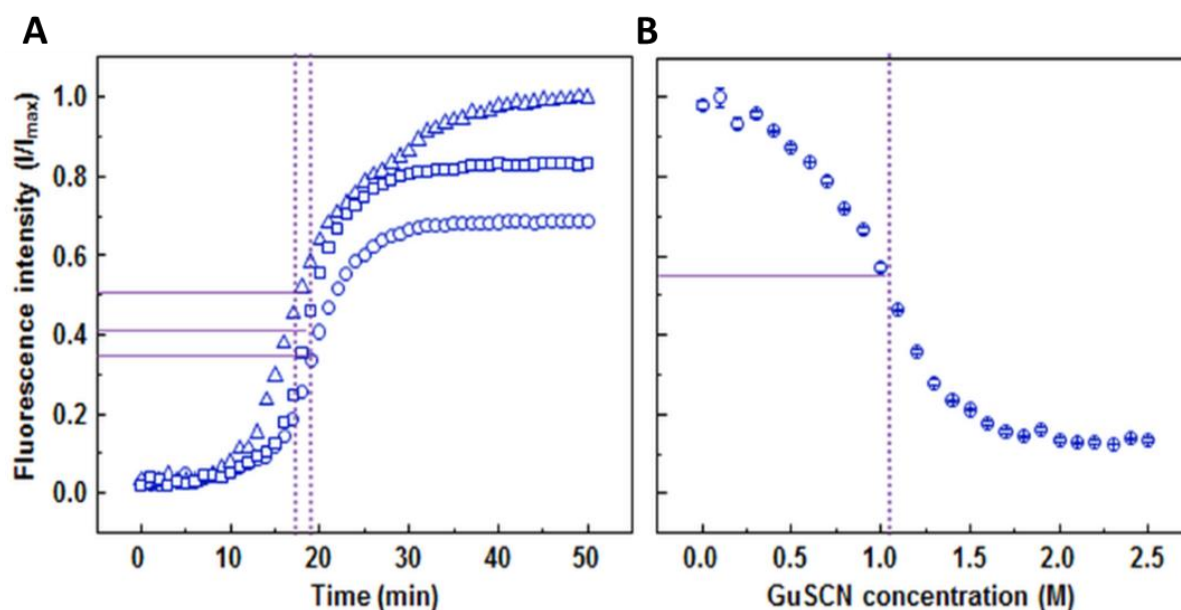 A
B
Fluorescence intensity (I/Imax)
1.0
0.8
0.6
0.4
0.2
0.0
0 10 20 30 40 50
Time (min)
0.0 0.5 1.0 1.5 2.0 2.5
GuSCN concentration (M)